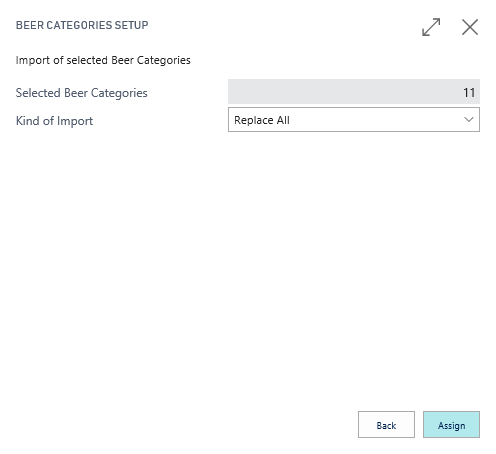 BEER CATEGORIES SETUP
Import of selected Beer Categories
Selected Beer Categories 11
Kind of Import Replace All
Back Assign